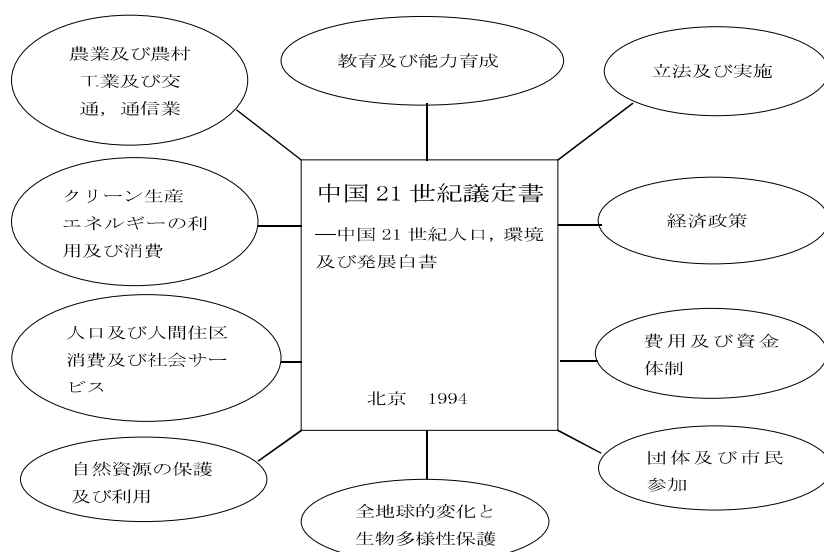 農業及び農村
工業及び交
通，通信業
教育及び能力育成
立法及び実施
クリーン生産
エネルギーの利
用及び消費
中国 21 世紀議定書
―中国 21 世紀人口，環境
及び発展白書
北京　1994
経済政策
人口及び人間住区
消費及び社会サー
ビス
費用及び資金
体制
自然資源の保護
及び利用
全地球的変化と
生物多様性保護
団体及び市民
参加